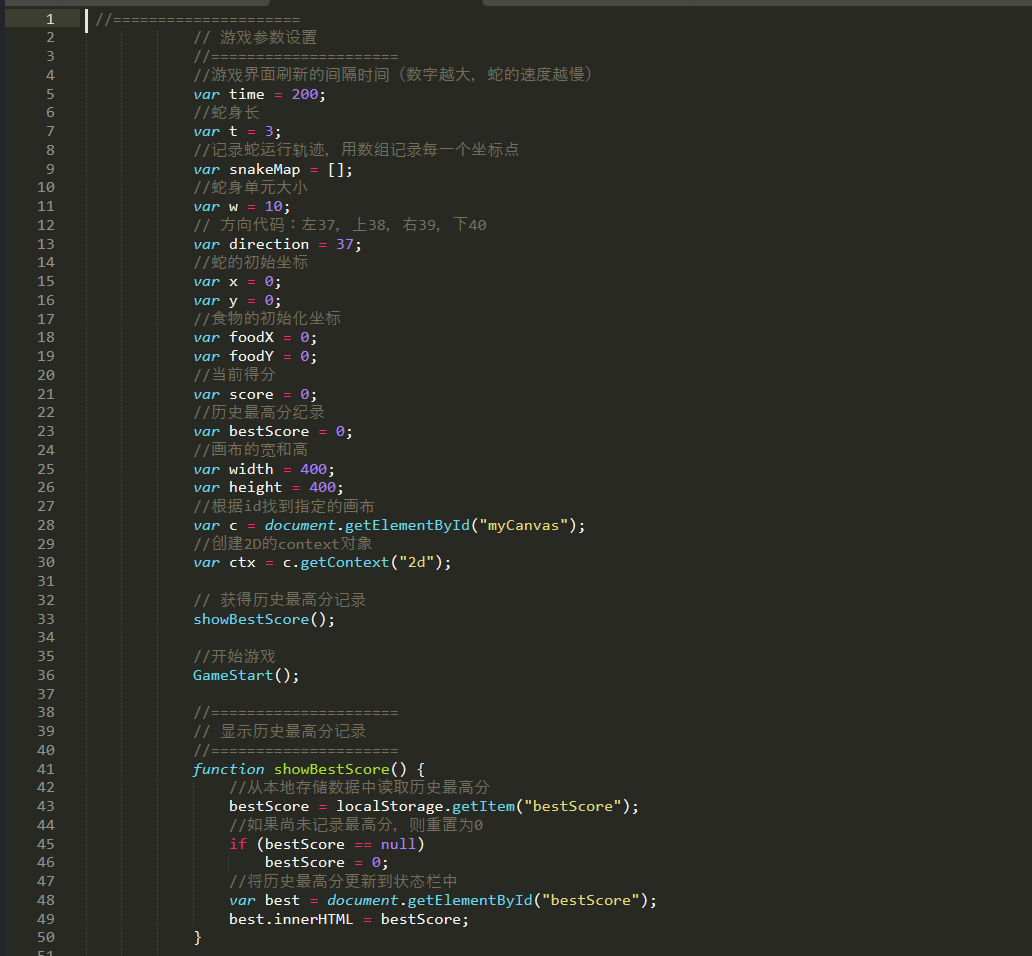 1 //=====================
2 // 游戏参数设置
3 //=====================
4 //游戏界面刷新的间隔时间（数字越大，蛇的速度越慢）
5 var time = 200;
6 //蛇身长
7 var t = 3;
8 //记录蛇运行轨迹，用数组记录每一个坐标点
9 var snakeMap = [];
10 //蛇身单元大小
11 var w = 10;
12 // 方向代码：左37，上38，右39，下40
13 var direction = 37;
14 //蛇的初始坐标
15 var x = 0;
16 var y = 0;
17 //食物的初始化坐标
18 var foodX = 0;
19 var foodY = 0;
20 //当前得分
21 var score = 0;
22 //历史最高分纪录
23 var bestScore = 0;
24 //画布的宽和高
25 var width = 400;
26 var height = 400;
27 //根据id找到指定的画布
28 var c = document.getElementById("myCanvas");
29 //创建2D的context对象
30 var ctx = c.getContext("2d");
31
32 // 获得历史最高分记录
33 showBestScore();
34
35 //开始游戏
36 GameStart();
37
38 //=====================
39 // 显示历史最高分记录
40 //=====================
41 function showBestScore() {
42 //从本地存储数据中读取历史最高分
43 bestScore = localStorage.getItem("bestScore");
44 //如果尚未记录最高分，则重置为0
45 if (bestScore == null)
46 bestScore = 0;
47 //将历史最高分更新到状态栏中
48 var best = document.getElementById("bestScore");
49 best.innerHTML = bestScore;
50 }
51